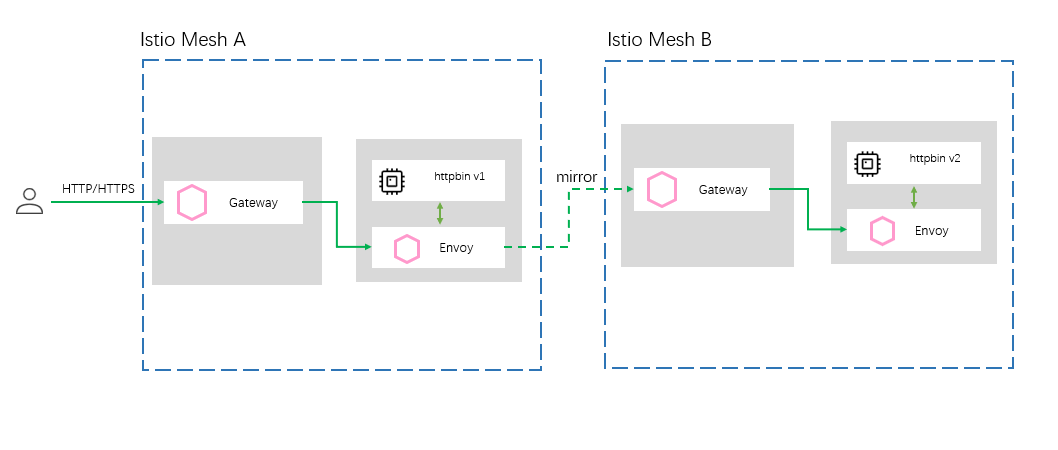 Istio Mesh A
Istio Mesh B
HTTP/HTTPS
Gateway
httpbin v1
Envoy
mirror
Gateway
httpbin v2
Envoy